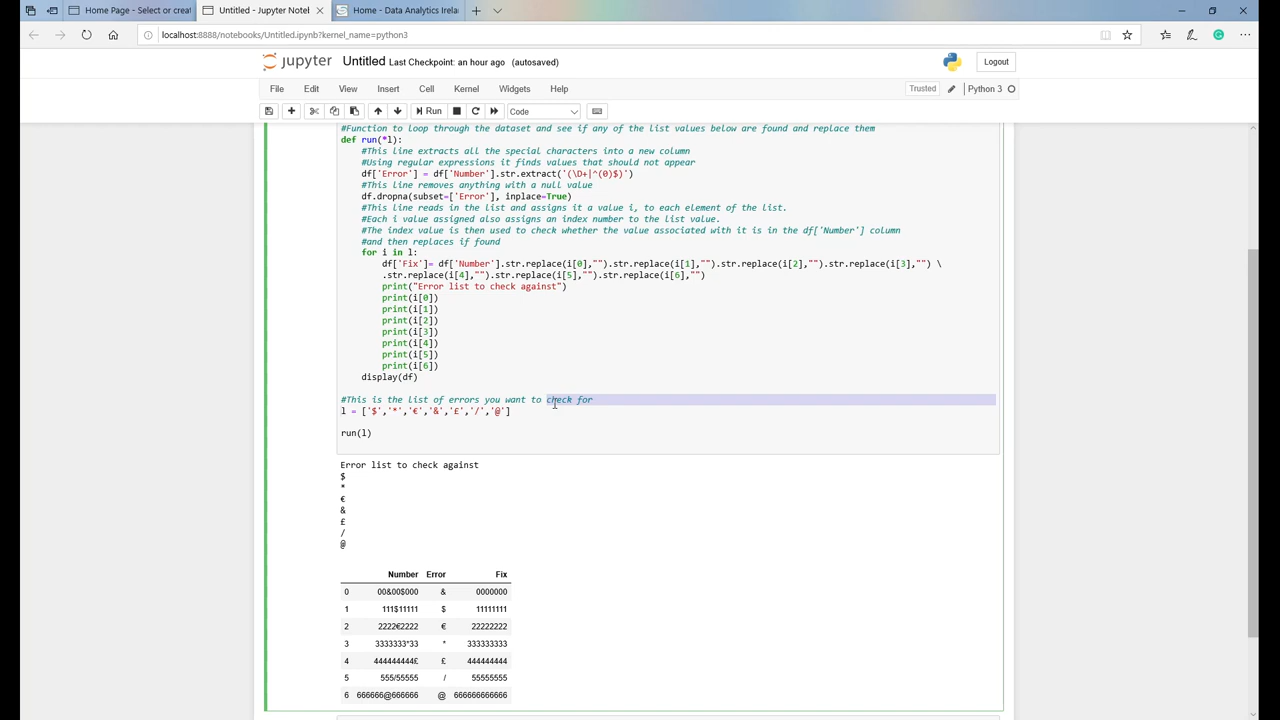 Home Page - Select or creat
Untitled - Jupyter Noteb
Home - Data Analytics Irelan
localhost:8888/notebooks/Untitled.ipynb?kernel_name=python3
jupyter Untitled Last Checkpoint: an hour ago (autosaved)
Logout
File Edit View Insert Cell Kernel Widgets Help
Trusted Python 3
Run Code
#Function to loop through the dataset and see if any of the list values below are found and replace them
def run(*l):
    #This line extracts all the special characters into a new column
    #Using regular expressions it finds values that should not appear
    df['Error'] = df['Number'].str.extract('(\D+|^(0)$)')
    #This line removes anything with a null value
    df.dropna(subset=['Error'], inplace=True)
    #This line reads in the list and assigns it a value i, to each element of the list.
    #Each i value assigned also assigns an index number to the list value.
    #The index value is then used to check whether the value associated with it is in the df['Number'] column
    #and then replaces if found
    for i in l:
        df['Fix']= df['Number'].str.replace(i[0],"").str.replace(i[1],"").str.replace(i[2],"").str.replace(i[3],"") \
        .str.replace(i[4],"").str.replace(i[5],"").str.replace(i[6],"")
        print("Error list to check against")
        print(i[0])
        print(i[1])
        print(i[2])
        print(i[3])
        print(i[4])
        print(i[5])
        print(i[6])
    display(df)
#This is the list of errors you want to check for
l = ['$','*','€','&','£','/','@']
run(l)
Error list to check against
$
*
€
&
£
/
@
Number Error Fix
0 00&00$000 & 0000000
1 111$11111 $ 11111111
2 2222€2222 € 22222222
3 3333333*33 * 333333333
4 444444444£ £ 444444444
5 555/55555 / 55555555
6 666666@666666 @ 666666666666